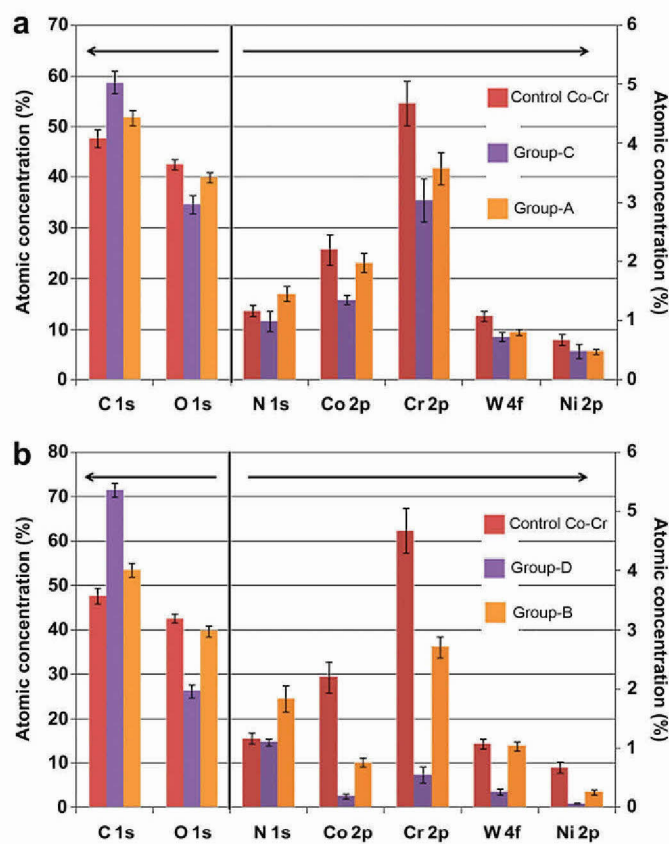 a
Atomic concentration (%)
70
60
50
40
30
20
10
0
6
5
4
3
2
1
0
Atomic concentration (%)
Control Co-Cr
Group-C
Group-A
C 1s O 1s N 1s Co 2p Cr 2p W 4f Ni 2p
b
Atomic concentration (%)
80
70
60
50
40
30
20
10
0
6
5
4
3
2
1
0
Atomic concentration (%)
Control Co-Cr
Group-D
Group-B
C 1s O 1s N 1s Co 2p Cr 2p W 4f Ni 2p